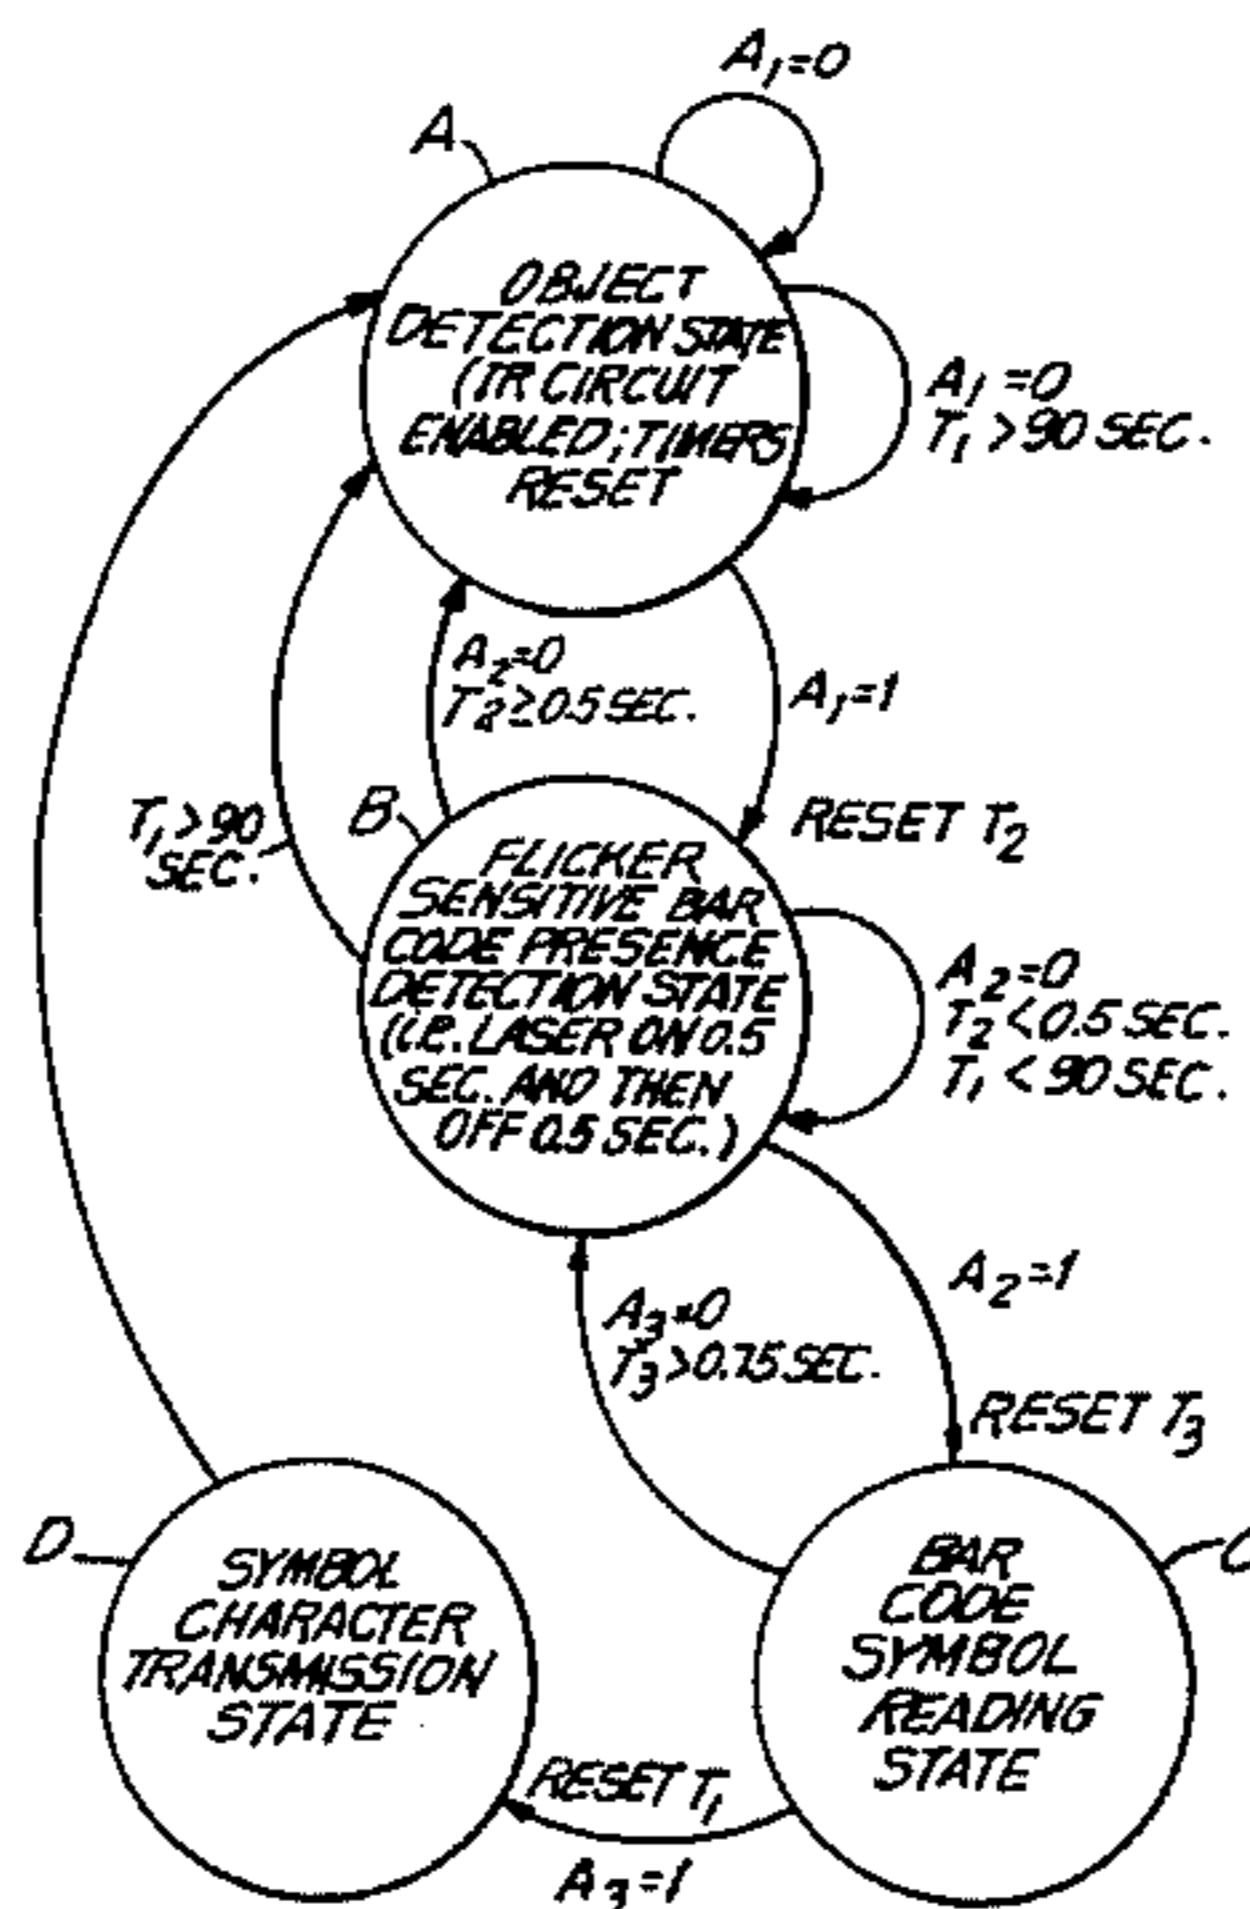 A₁=0
A
OBJECT
DETECTION STATE
(IR CIRCUIT
ENABLED; TIMERS
RESET
A₁=0
T₁>90 SEC.
A₂=0
T₂≥0.5 SEC.
A₁=1
RESET T₂
T₁>90
SEC.
B
FLICKER
SENSITIVE BAR
CODE PRESENCE
DETECTION STATE
(I.E. LASER ON 0.5
SEC. AND THEN
OFF 0.5 SEC.)
A₂=0
T₂<0.5 SEC.
T₁<90 SEC.
A₂=1
A₃=0
T₃>0.75 SEC.
RESET T₃
D
SYMBOL
CHARACTER
TRANSMISSION
STATE
C
BAR
CODE
SYMBOL
READING
STATE
RESET T₁
A₃=1